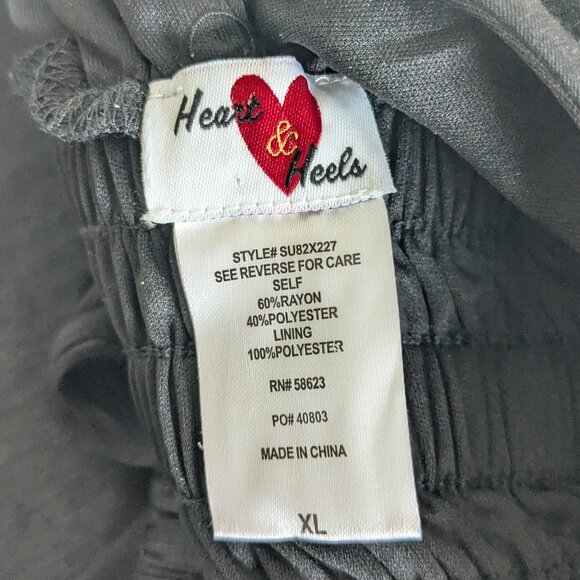 Heart
&
Heels
STYLE# SU82X227
SEE REVERSE FOR CARE
SELF
60%RAYON
40%POLYESTER
LINING
100%POLYESTER
RN# 58623
PO# 40803
MADE IN CHINA
XL